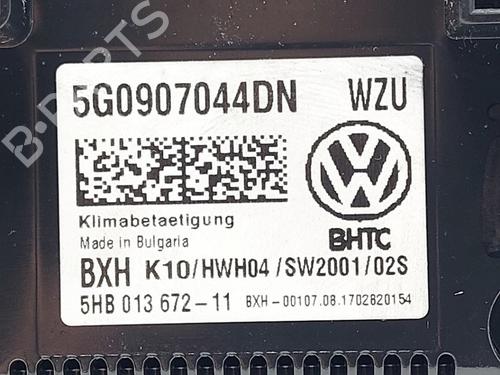 5G0907044DN WZU
Klimabetaetigung
Made in Bulgaria
BHTC
BXH K10/HWH04/SW2001/02S
5HB 013 672-11 BXH-00107.08.1702820154
B-PARTS